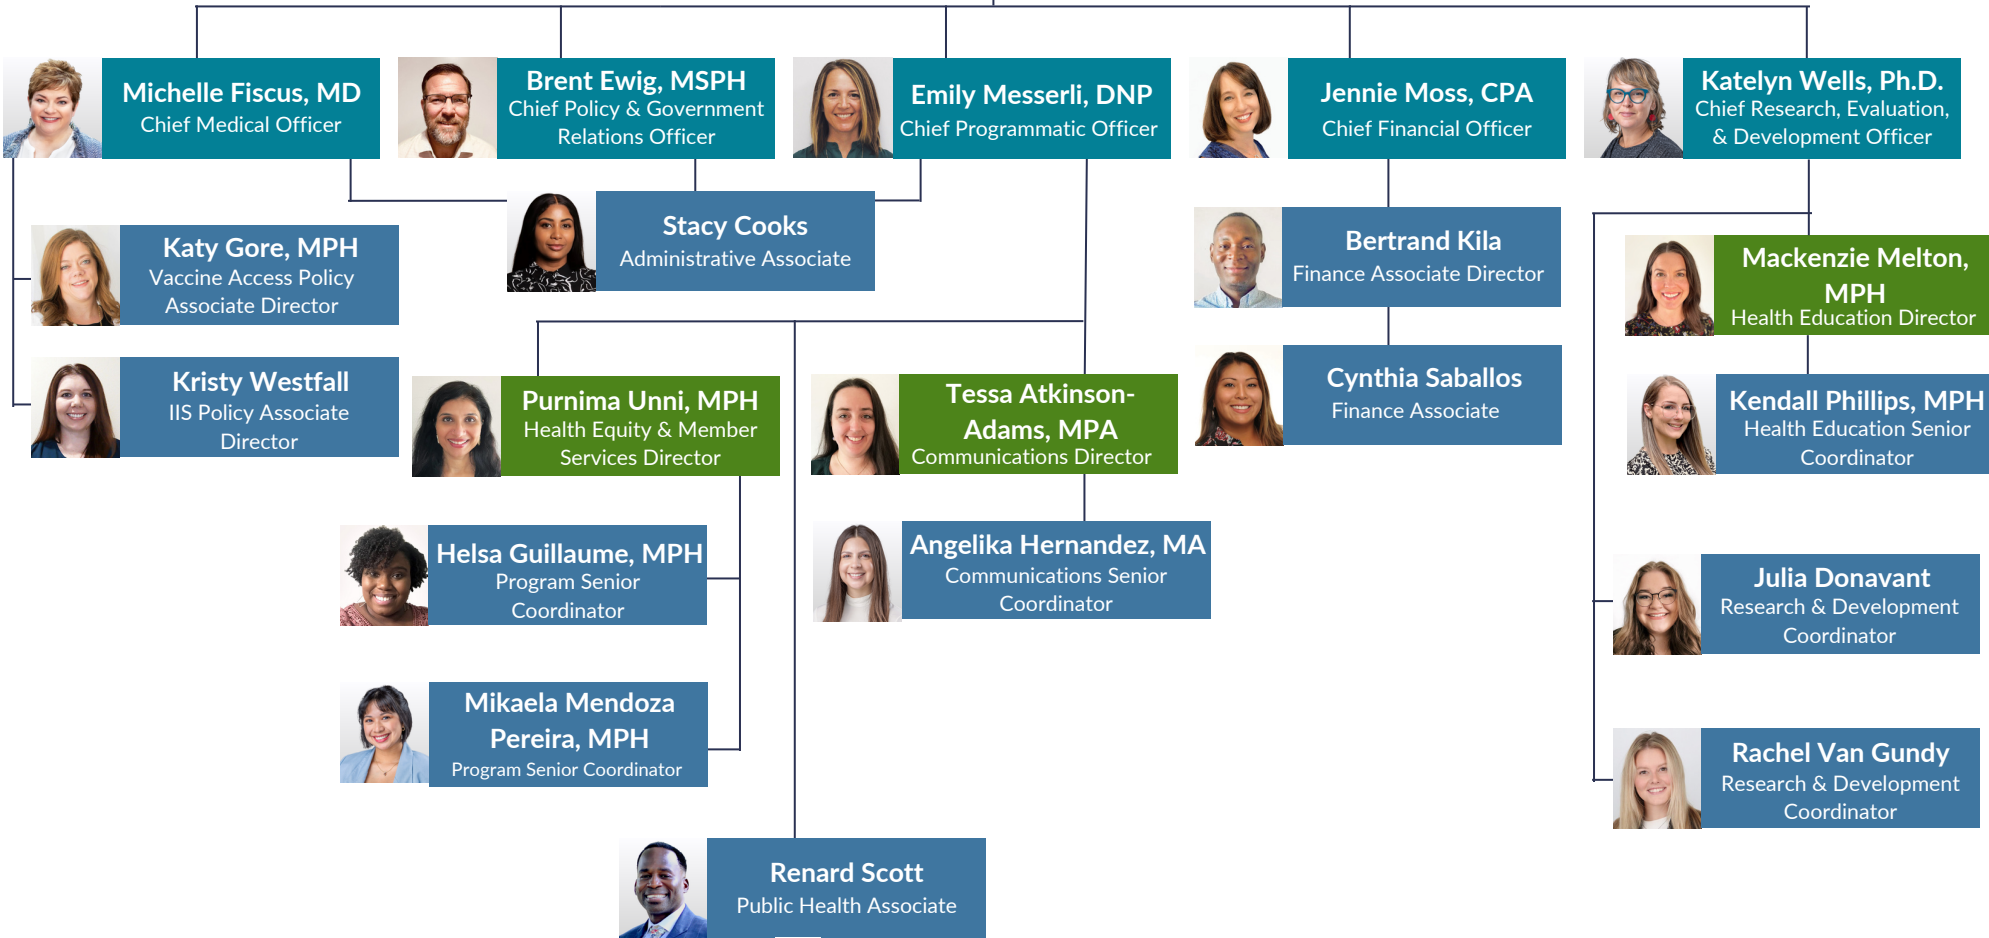 Michelle Fiscus, MD
Chief Medical Officer
Brent Ewig, MSPH
Chief Policy & Government
Relations Officer
Emily Messerli, DNP
Chief Programmatic Officer
Jennie Moss, CPA
Chief Financial Officer
Katelyn Wells, Ph.D.
Chief Research, Evaluation,
& Development Officer
Stacy Cooks
Administrative Associate
Katy Gore, MPH
Vaccine Access Policy
Associate Director
Bertrand Kila
Finance Associate Director
Mackenzie Melton,
MPH
Health Education Director
Kristy Westfall
IIS Policy Associate
Director
Purnima Unni, MPH
Health Equity & Member
Services Director
Tessa Atkinson-
Adams, MPA
Communications Director
Cynthia Saballos
Finance Associate
Kendall Phillips, MPH
Health Education Senior
Coordinator
Helsa Guillaume, MPH
Program Senior
Coordinator
Angelika Hernandez, MA
Communications Senior
Coordinator
Julia Donavant
Research & Development
Coordinator
Mikaela Mendoza
Pereira, MPH
Program Senior Coordinator
Rachel Van Gundy
Research & Development
Coordinator
Renard Scott
Public Health Associate